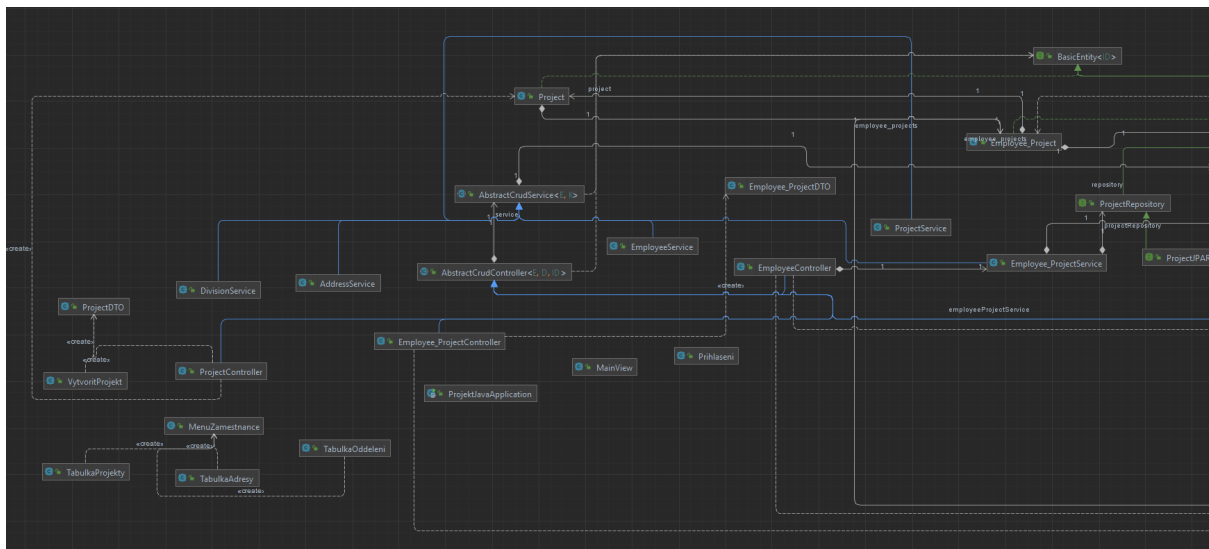 BasicEntity<ID>
Project
project
1
1
1
employee_projects
employee_projects
Employee_Project
1
1
1
1
AbstractCrudService<E, K>
Employee_ProjectDTO
repository
ProjectRepository
service
1
1
projectRepository
ProjectService
«create»
EmployeeService
AbstractCrudController<E, D, ID>
EmployeeController
1
Employee_ProjectService
ProjectJPAR
DivisionService
AddressService
«create»
ProjectDTO
employeeProjectService
«create»
Employee_ProjectController
«create»
Prihlaseni
MainView
ProjectController
VytvoritProjekt
ProjektJavaApplication
MenuZamestnance
«create»
«create»
TabulkaOddeleni
TabulkaProjekty
TabulkaAdresy
«create»